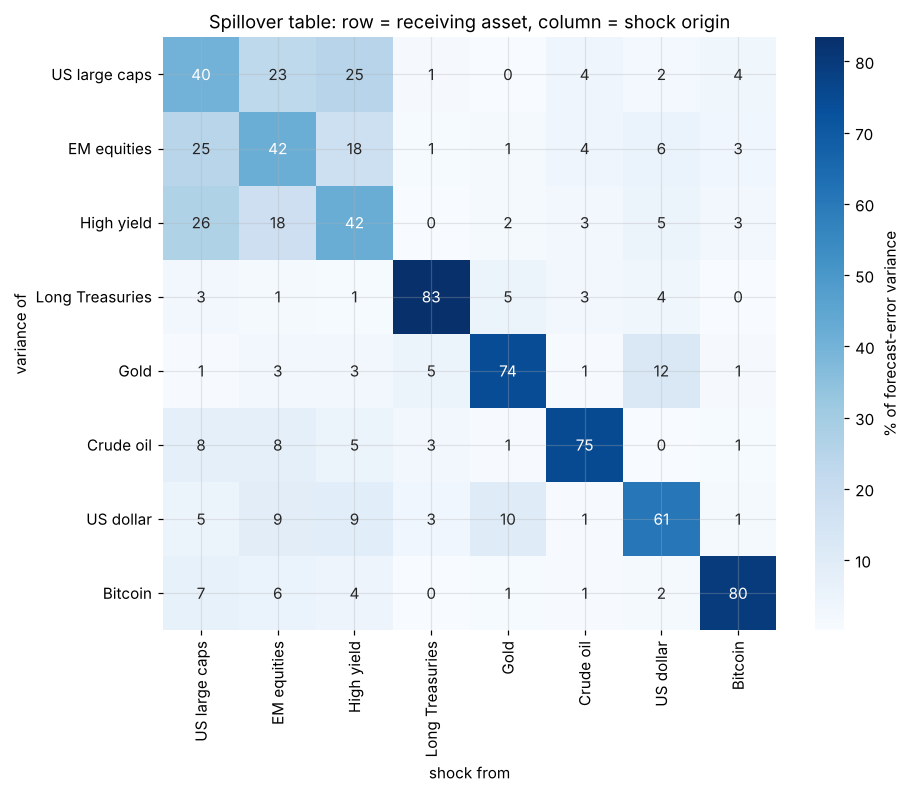 Spillover table: row = receiving asset, column = shock origin
US large caps 40 23 25 1 0 4 2 4
EM equities 25 42 18 1 1 4 6 3
High yield 26 18 42 0 2 3 5 3
Long Treasuries 3 1 1 83 5 3 4 0
Gold 1 3 3 5 74 1 12 1
Crude oil 8 8 5 3 1 75 0 1
US dollar 5 9 9 3 10 1 61 1
Bitcoin 7 6 4 0 1 1 2 80
variance of
US large caps
EM equities
High yield
Long Treasuries
Gold
Crude oil
US dollar
Bitcoin
shock from
80
70
60
50
40
30
20
10
% of forecast-error variance